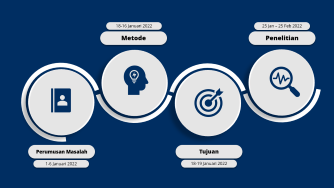 16-16 Januari 2022
Metode
23 Jan - 25 Feb 2022
Penelitian
Perumusan Masalah
1-6 Januari 2022
Tujuan
18-19 Januari 2022